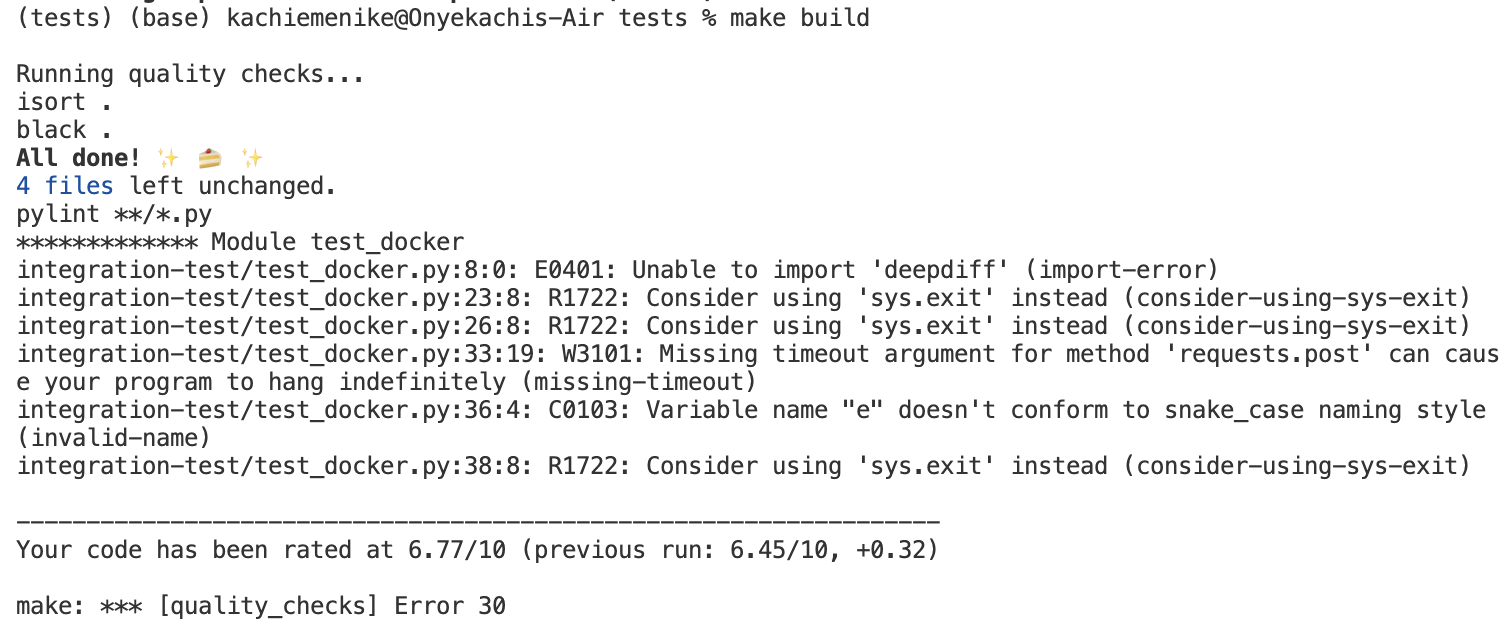 (tests) (base) kachiemenike@Onyekachis-Air tests % make build
Running quality checks...
isort .
black .
All done! ✨ 🍰 ✨
4 files left unchanged.
pylint **/*.py
************* Module test_docker
integration-test/test_docker.py:8:0: E0401: Unable to import 'deepdiff' (import-error)
integration-test/test_docker.py:23:8: R1722: Consider using 'sys.exit' instead (consider-using-sys-exit)
integration-test/test_docker.py:26:8: R1722: Consider using 'sys.exit' instead (consider-using-sys-exit)
integration-test/test_docker.py:33:19: W3101: Missing timeout argument for method 'requests.post' can caus
e your program to hang indefinitely (missing-timeout)
integration-test/test_docker.py:36:4: C0103: Variable name "e" doesn't conform to snake_case naming style
(invalid-name)
integration-test/test_docker.py:38:8: R1722: Consider using 'sys.exit' instead (consider-using-sys-exit)
------------------------------------------------------------------
Your code has been rated at 6.77/10 (previous run: 6.45/10, +0.32)
make: *** [quality_checks] Error 30